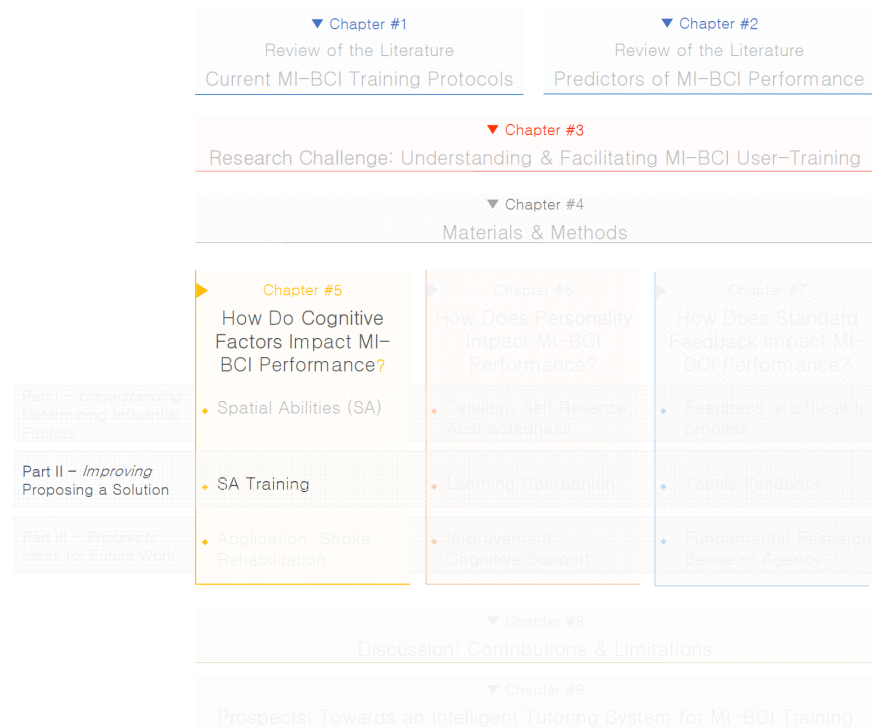 ▼ Chapter #1
Review of the Literature
Current MI-BCI Training Protocols
▼ Chapter #2
Review of the Literature
Predictors of MI-BCI Performance
▼ Chapter #3
Research Challenge: Understanding & Facilitating MI-BCI User-Training
▼ Chapter #4
Materials & Methods
Chapter #5
How Do Cognitive
Factors Impact MI-
BCI Performance?
Chapter #6
How Does Personality
Impact MI-BCI
Performance?
Chapter #7
How Does Standard
Feedback Impact MI-
BCI Performance?
Part I - Understanding
Determining Influential
Factors
Spatial Abilities (SA)
Tension, Self Reliance
Abstractedness
Feedback is difficult to
process
Part II - Improving
Proposing a Solution
SA Training
Learning Companion
Tactile Feedback
Part III - Prospects
Ideas for Future Work
Application: Stroke
Rehabilitation
Improvement
Cognitive Support
Fundamental Research
Sense of Agency
▼ Chapter #8
Discussion: Contributions & Limitations
▼ Chapter #9
Prospects: Towards an Intelligent Tutoring System for MI-BCI Training